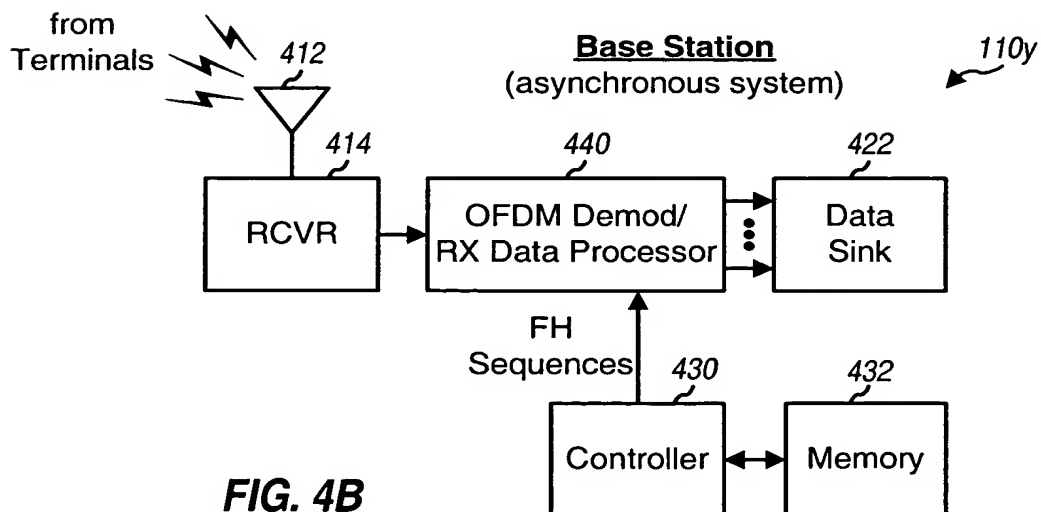 from
Terminals
412
Base Station
(asynchronous system)
110y
414
440
422
RCVR
OFDM Demod/
RX Data Processor
Data
Sink
FH
Sequences
430
432
Controller
Memory
FIG. 4B